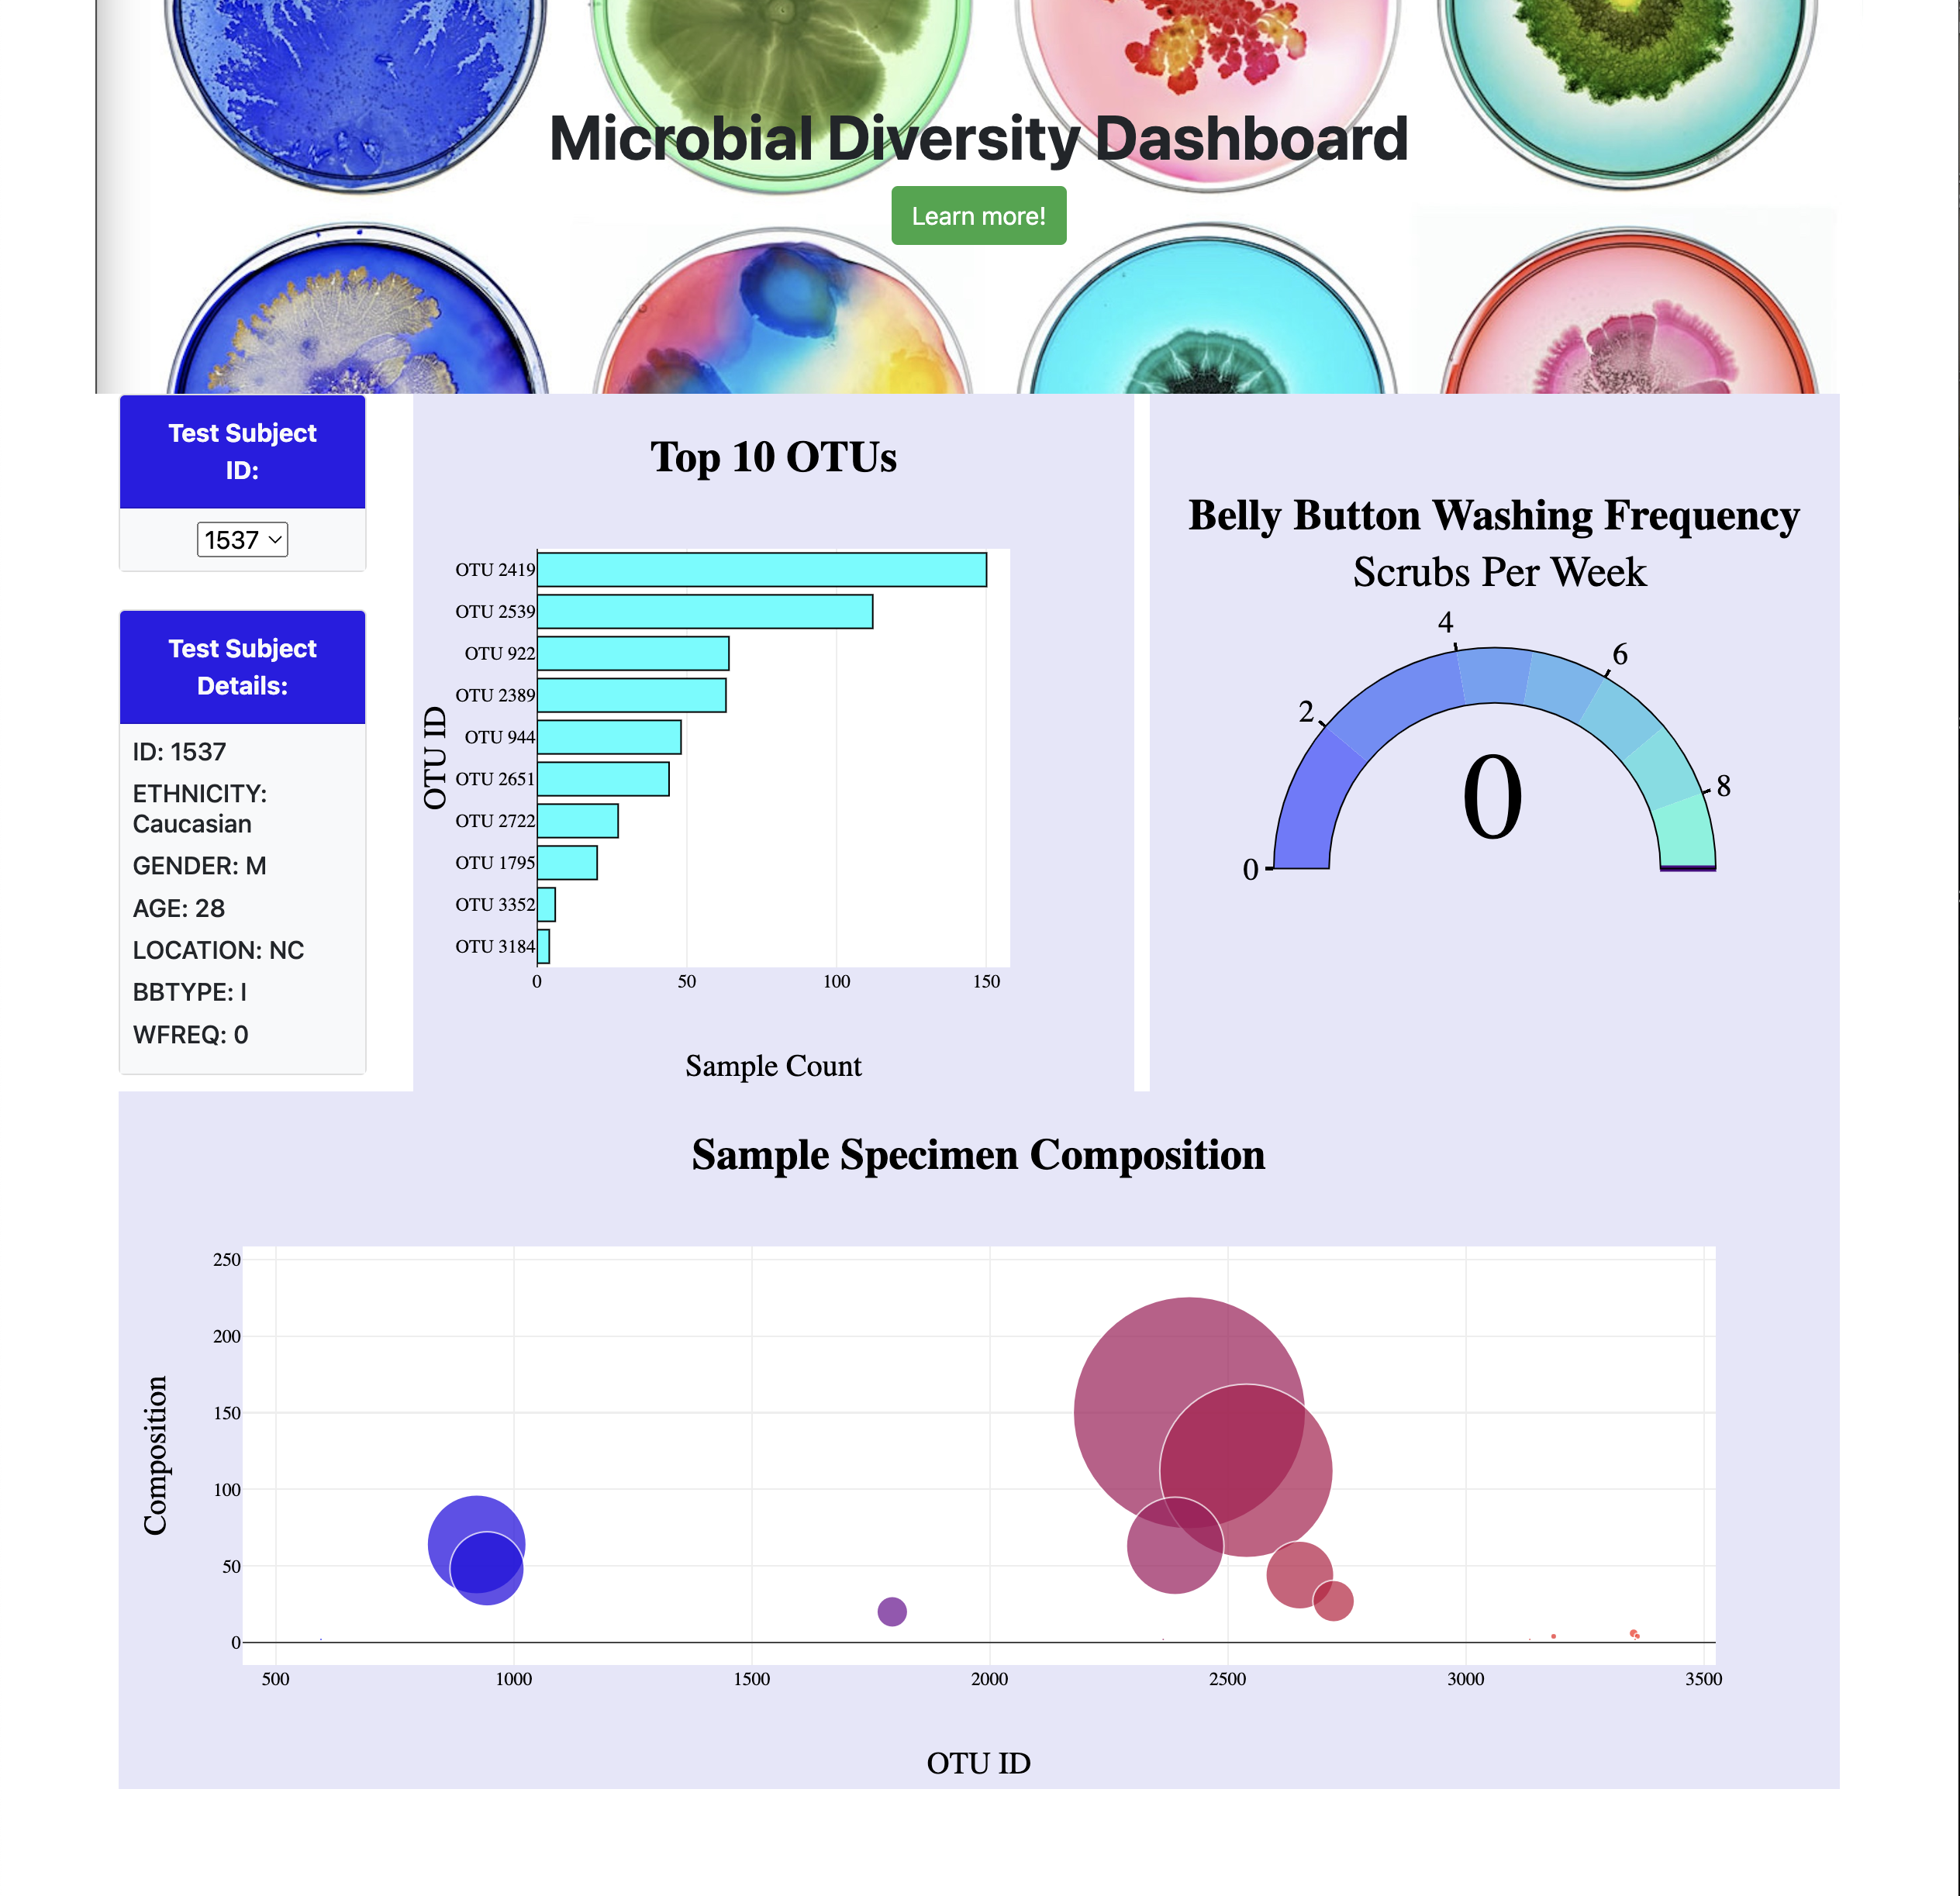 Microbial Diversity Dashboard
Learn more!
Test Subject
ID:
1537
Test Subject
Details:
ID: 1537
ETHNICITY:
Caucasian
GENDER: M
AGE: 28
LOCATION: NC
BBTYPE: I
WFREQ: 0
Top 10 OTUs
OTU ID
OTU 2419
OTU 2539
OTU 922
OTU 2389
OTU 944
OTU 2651
OTU 2722
OTU 1795
OTU 3352
OTU 3184
0 50 100 150
Sample Count
Belly Button Washing Frequency
Scrubs Per Week
0
2
4
6
8
0
Sample Specimen Composition
Composition
250
200
150
100
50
0
500 1000 1500 2000 2500 3000 3500
OTU ID